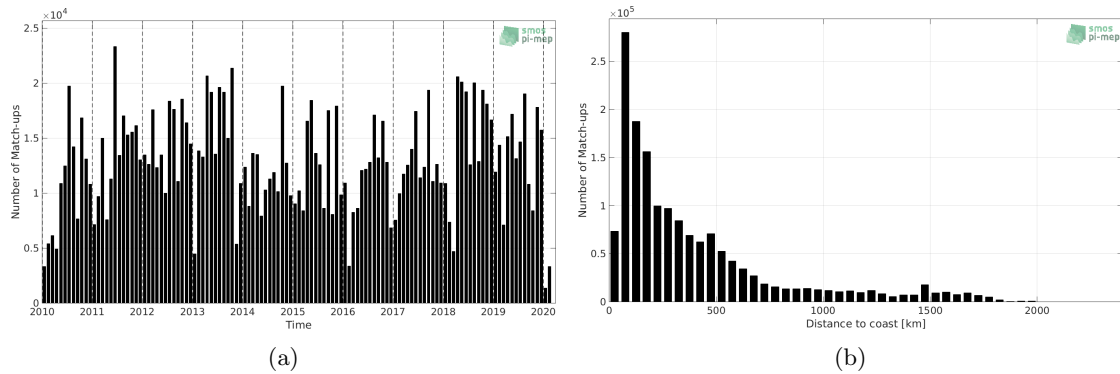 ×10⁴
2.5
2
1.5
1
0.5
0
Number of Match-ups
2010 2011 2012 2013 2014 2015 2016 2017 2018 2019 2020
Time
smos
pi-mep
(a)
×10⁵
2.5
2
1.5
1
0.5
0
Number of Match-ups
0 500 1000 1500 2000
Distance to coast [km]
smos
pi-mep
(b)